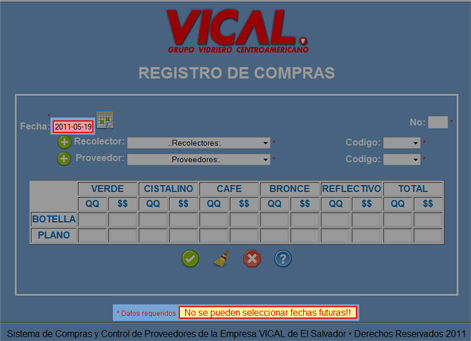 VICAL.
GRUPO VIDRIERO CENTROAMERICANO
REGISTRO DE COMPRAS
Fecha: 2011-05-19 * No: *
Recolector: .:Recolectores:. * Codigo: *
Proveedor: .:Proveedores:. * Codigo: *
VERDE CISTALINO CAFE BRONCE REFLECTIVO TOTAL
QQ $$ QQ $$ QQ $$ QQ $$ QQ $$ QQ $$
BOTELLA
PLANO
* Datos requeridos No se pueden seleccionar fechas futuras!!
Sistema de Compras y Control de Proveedores de la Empresa VICAL de El Salvador • Derechos Reservados 2011